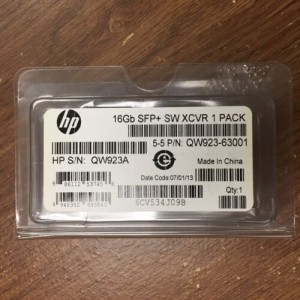 hp
16Gb SFP+ SW XCVR 1 PACK
5-5 P/N: QW923-63001
HP S/N: QW923A
Made In China
Date Code:07/01/13
Qty:1